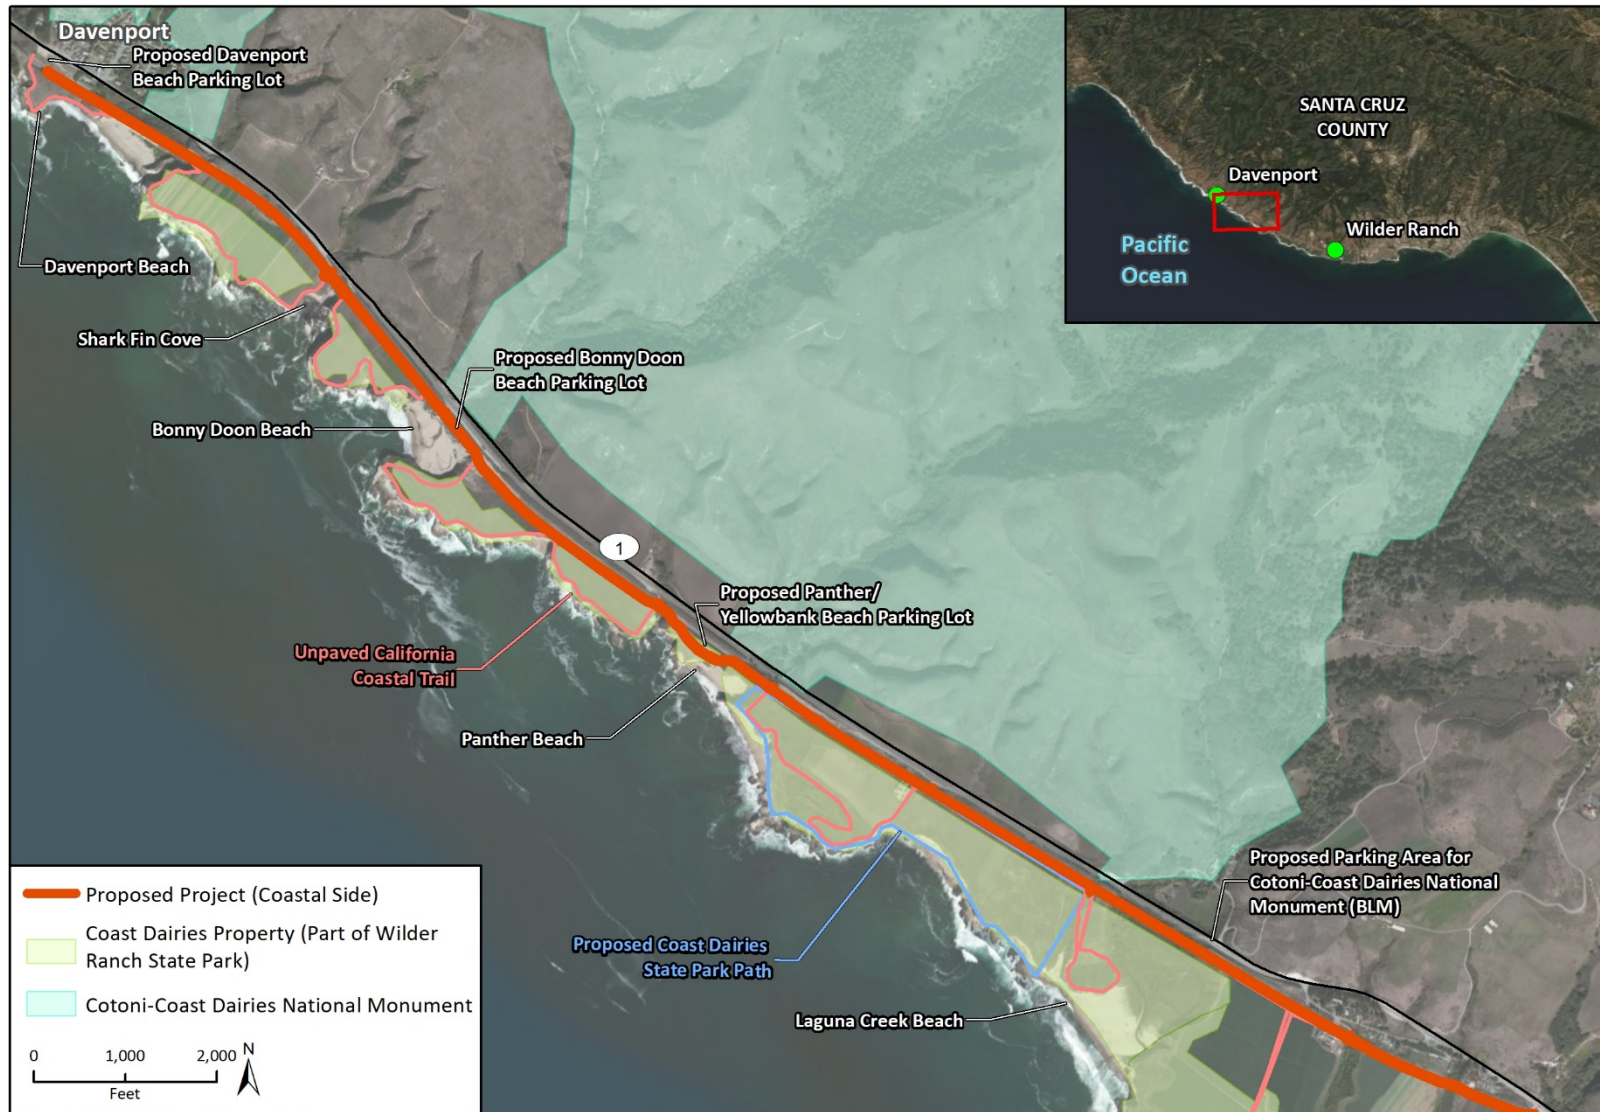 Davenport
Proposed Davenport
Beach Parking Lot
SANTA CRUZ
COUNTY
Davenport
Wilder Ranch
Pacific
Ocean
Davenport Beach
Shark Fin Cove
Proposed Bonny Doon
Beach Parking Lot
Bonny Doon Beach
1
Proposed Panther/
Yellowbank Beach Parking Lot
Unpaved California
Coastal Trail
Panther Beach
Proposed Parking Area for
Cotoni-Coast Dairies National
Monument (BLM)
Proposed Coast Dairies
State Park Path
Laguna Creek Beach
Proposed Project (Coastal Side)
Coast Dairies Property (Part of Wilder
Ranch State Park)
Cotoni-Coast Dairies National Monument
0 1,000 2,000
Feet
N